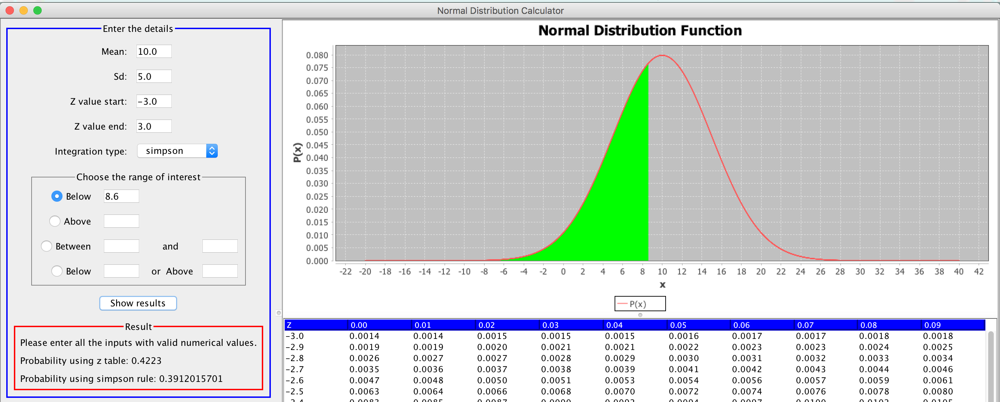 Normal Distribution Calculator
Enter the details
Mean: 10.0
Sd: 5.0
Z value start: -3.0
Z value end: 3.0
Integration type: simpson
Choose the range of interest
Below 8.6
Above
Between and
Below or Above
Show results
Result
Please enter all the inputs with valid numerical values.
Probability using z table: 0.4223
Probability using simpson rule: 0.3912015701
Normal Distribution Function
P(x)
0.080
0.075
0.070
0.065
0.060
0.055
0.050
0.045
0.040
0.035
0.030
0.025
0.020
0.015
0.010
0.005
0.000
-22 -20 -18 -16 -14 -12 -10 -8 -6 -4 -2 0 2 4 6 8 10 12 14 16 18 20 22 24 26 28 30 32 34 36 38 40 42
x
P(x)
Z 0.00 0.01 0.02 0.03 0.04 0.05 0.06 0.07 0.08 0.09
-3.0 0.0014 0.0014 0.0015 0.0015 0.0015 0.0016 0.0017 0.0017 0.0018 0.0018
-2.9 0.0019 0.0019 0.0020 0.0021 0.0021 0.0022 0.0023 0.0023 0.0024 0.0025
-2.8 0.0026 0.0027 0.0027 0.0028 0.0029 0.0030 0.0031 0.0032 0.0033 0.0034
-2.7 0.0035 0.0036 0.0037 0.0038 0.0039 0.0041 0.0042 0.0043 0.0044 0.0046
-2.6 0.0047 0.0048 0.0050 0.0051 0.0053 0.0054 0.0056 0.0057 0.0059 0.0061
-2.5 0.0063 0.0064 0.0066 0.0068 0.0070 0.0072 0.0074 0.0076 0.0078 0.0080